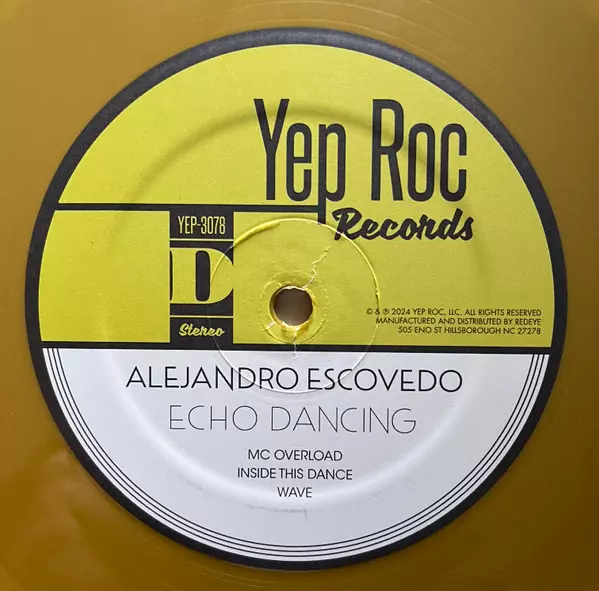 Yep Roc
Records
YEP-3078
D
Stereo
© & ℗ 2024 YEP ROC, LLC. ALL RIGHTS RESERVED
MANUFACTURED AND DISTRIBUTED BY REDEYE
505 ENO ST HILLSBOROUGH NC 27278
ALEJANDRO ESCOVEDO
ECHO DANCING
MC OVERLOAD
INSIDE THIS DANCE
WAVE